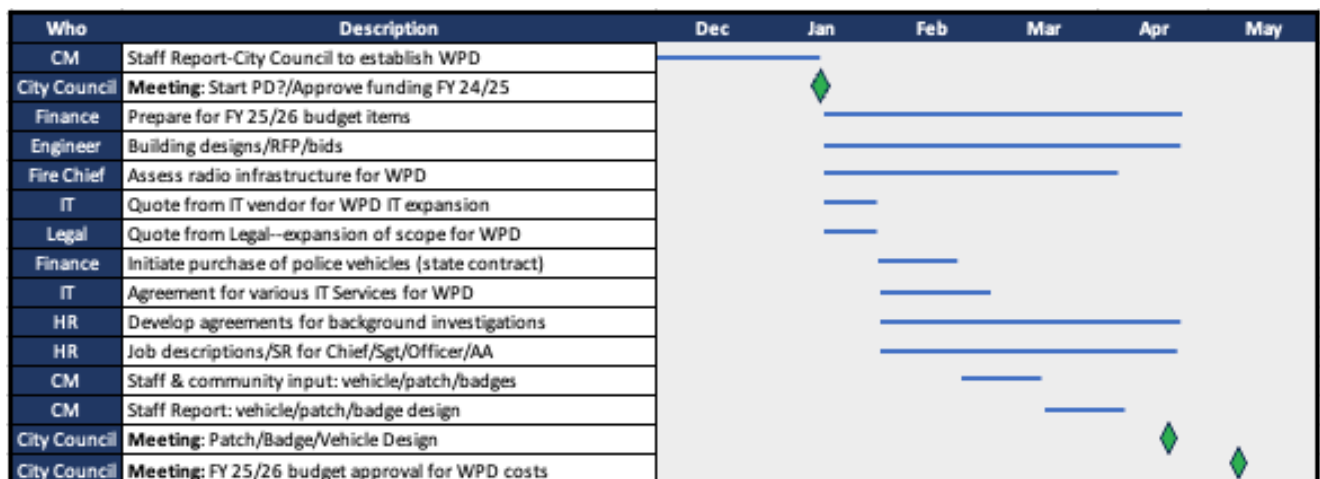 Who Description Dec Jan Feb Mar Apr May
CM Staff Report-City Council to establish WPD
City Council Meeting: Start PD?/Approve funding FY 24/25
Finance Prepare for FY 25/26 budget items
Engineer Building designs/RFP/bids
Fire Chief Assess radio infrastructure for WPD
IT Quote from IT vendor for WPD IT expansion
Legal Quote from Legal--expansion of scope for WPD
Finance Initiate purchase of police vehicles (state contract)
IT Agreement for various IT Services for WPD
HR Develop agreements for background investigations
HR Job descriptions/SR for Chief/Sgt/Officer/AA
CM Staff & community input: vehicle/patch/badges
CM Staff Report: vehicle/patch/badge design
City Council Meeting: Patch/Badge/Vehicle Design
City Council Meeting: FY 25/26 budget approval for WPD costs